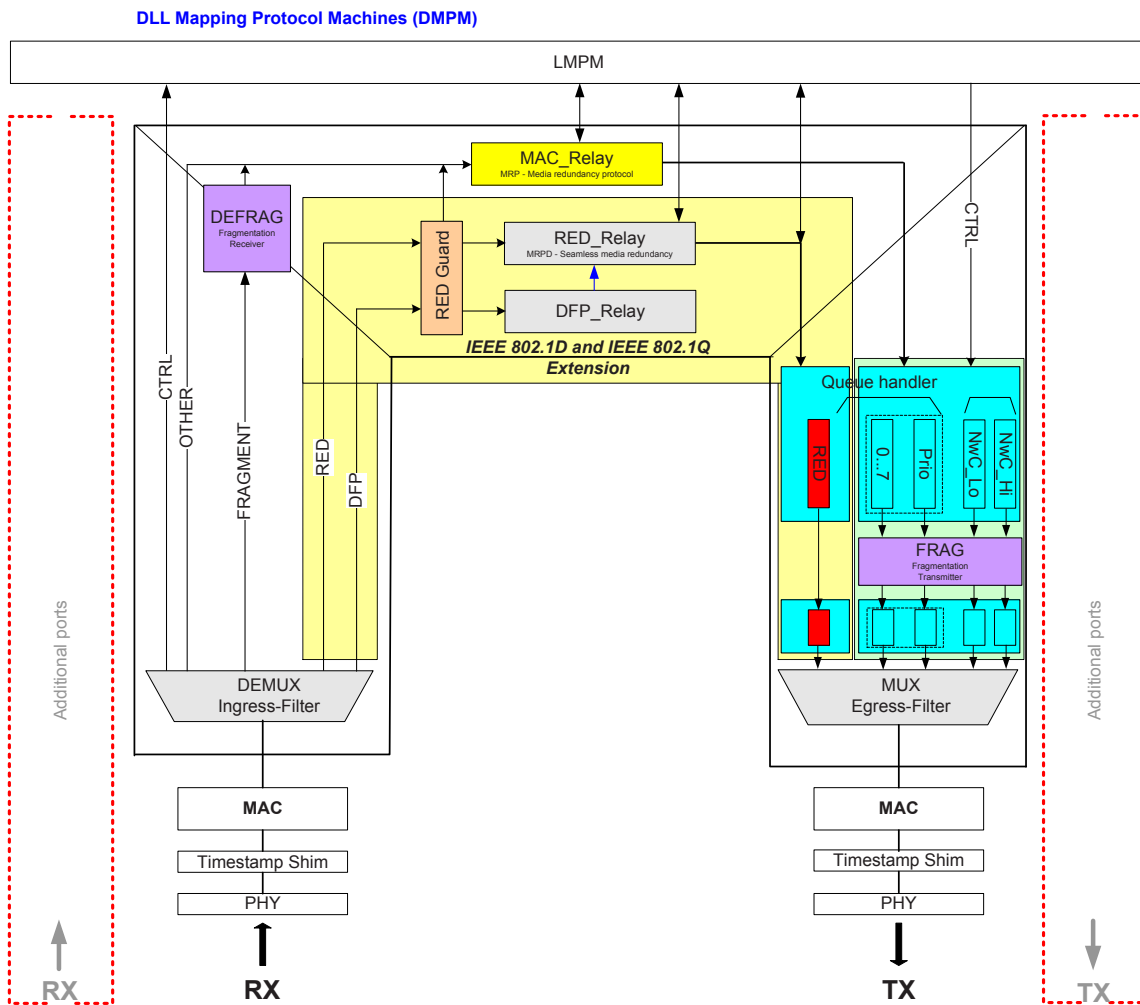 DLL Mapping Protocol Machines (DMPM)
LMPM
MAC_Relay
MRP - Media redundancy protocol
DEFRAG
Fragmentation
Receiver
RED Guard
RED_Relay
MRPD – Seamless media redundancy
DFP_Relay
IEEE 802.1D and IEEE 802.1Q
Extension
CTRL
OTHER
FRAGMENT
RED
DFP
CTRL
Queue handler
RED
0...7
Prio
NwC_Lo
NwC_Hi
FRAG
Fragmentation
Transmitter
Additional ports
Additional ports
DEMUX
Ingress-Filter
MUX
Egress-Filter
MAC
MAC
Timestamp Shim
Timestamp Shim
PHY
PHY
RX
RX
TX
TX